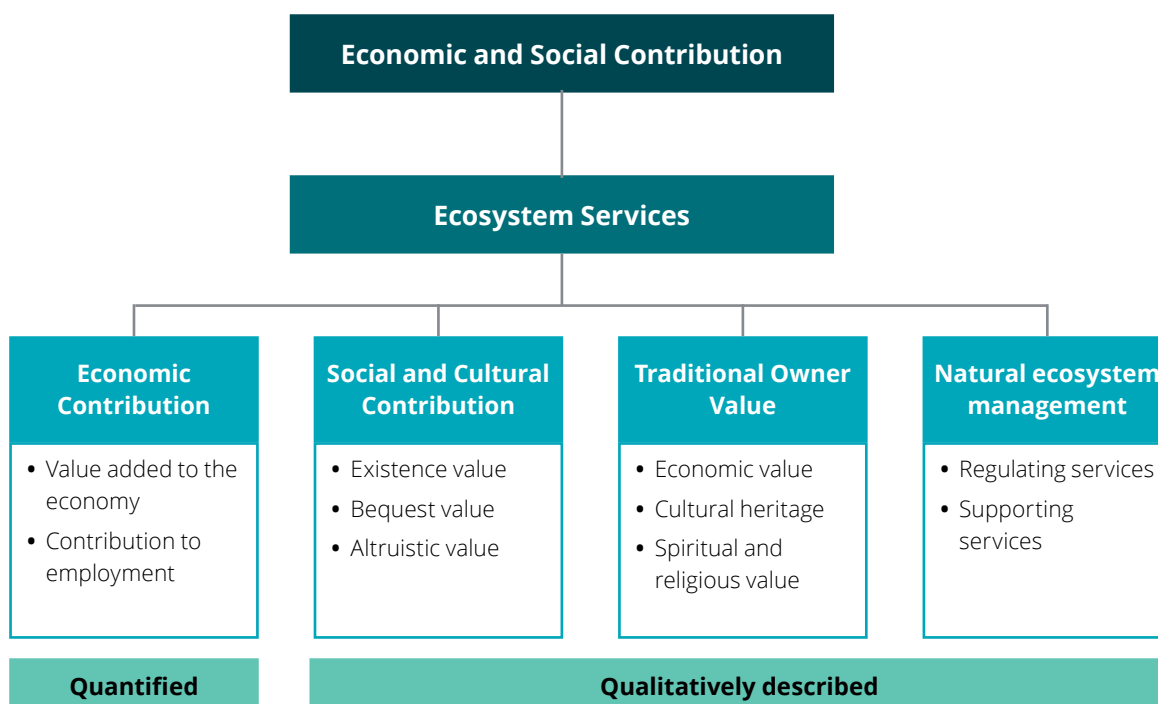 Economic and Social Contribution
Ecosystem Services
Economic
Contribution
• Value added to the
economy
• Contribution to
employment
Social and Cultural
Contribution
• Existence value
• Bequest value
• Altruistic value
Traditional Owner
Value
• Economic value
• Cultural heritage
• Spiritual and
religious value
Natural ecosystem
management
• Regulating services
• Supporting
services
Quantified
Qualitatively described